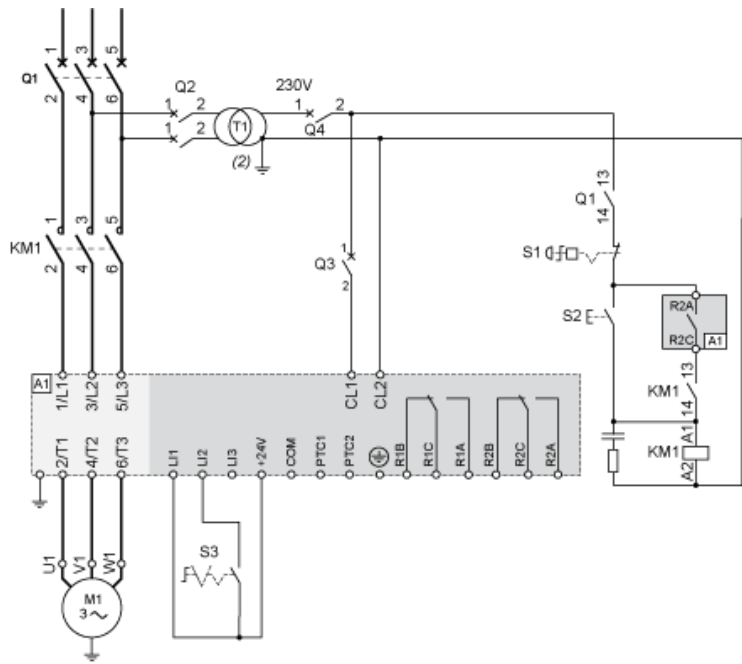 1 3 5
Q1
2 4 6
Q2
1 2
1 2
T1
(2)
230V
1 2
Q4
1 3 5
KM1
2 4 6
1
Q3
2
13
Q1
14
S1
S2
R2A
R2C
A1
13
KM1
14
A1
KM1
A2
A1
1/L1 3/L2 5/L3
CL1 CL2
2/T1 4/T2 6/T3
LI1 LI2 LI3 +24V COM PTC1 PTC2 R1B R1C R1A R2B R2C R2A
S3
U1 V1 W1
M1
3